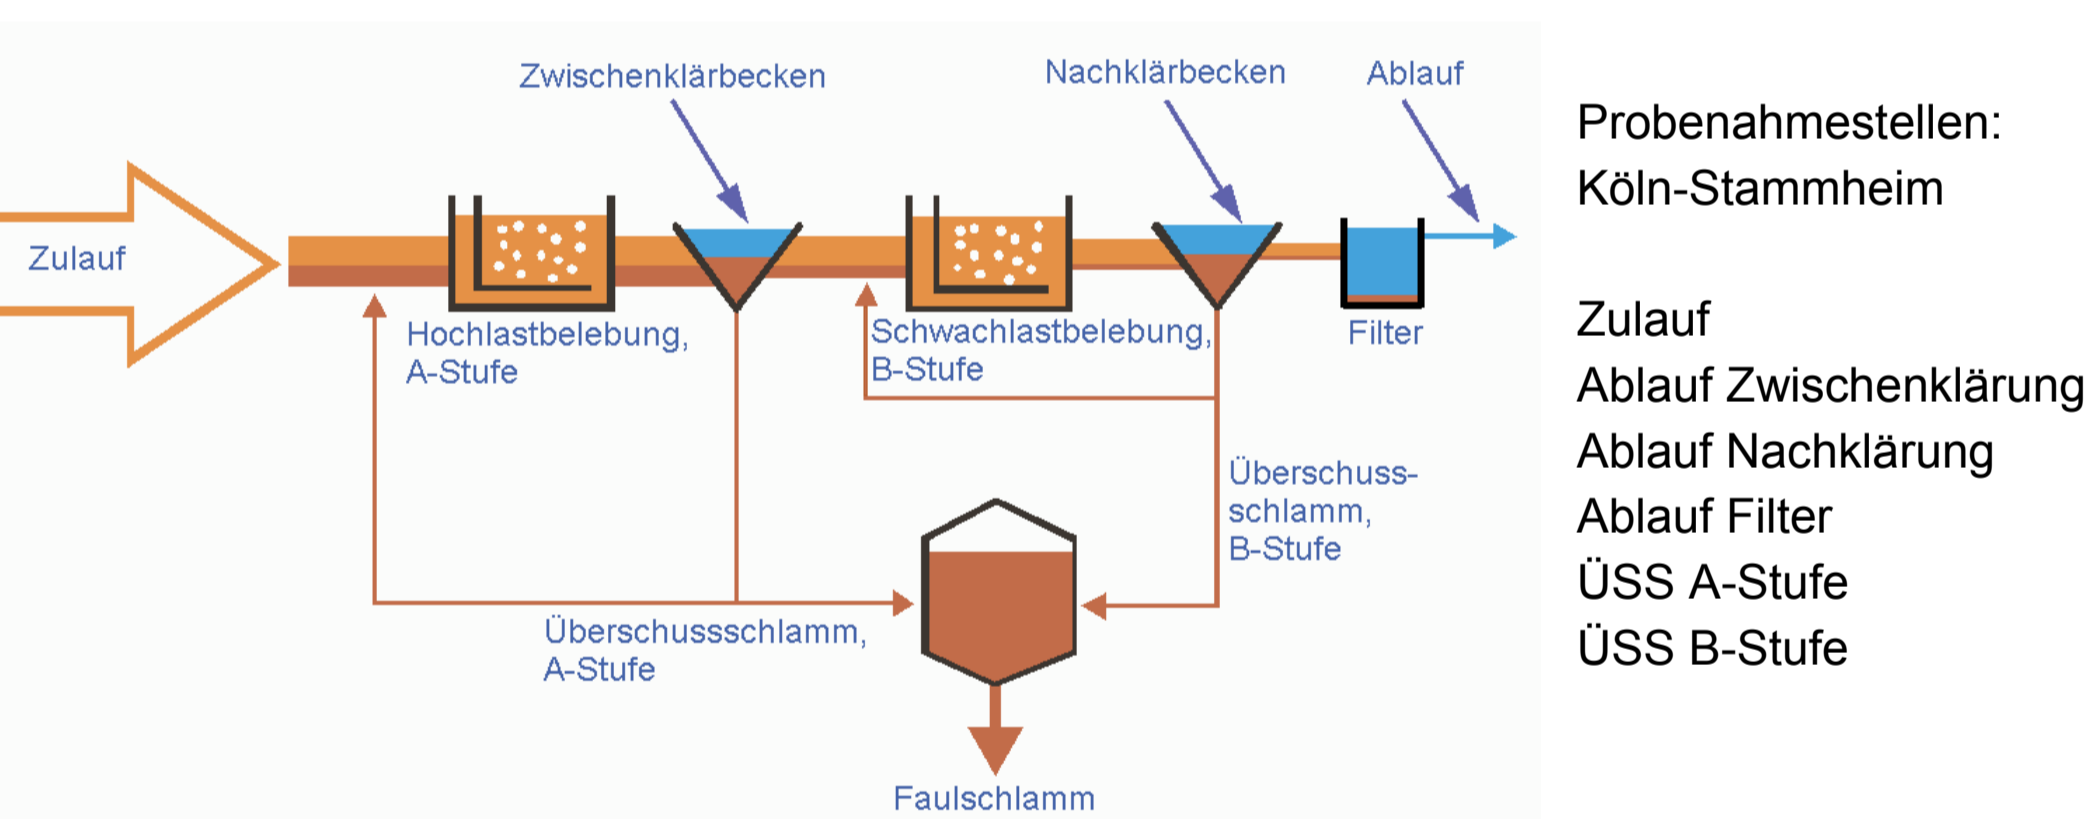 Zwischenklärbecken
Nachklärbecken
Ablauf
Zulauf
Hochlastbelebung,
A-Stufe
Schwachlastbelebung,
B-Stufe
Filter
Überschuss-
schlamm,
B-Stufe
Überschussschlamm,
A-Stufe
Faulschlamm
Probenahmestellen:
Köln-Stammheim
Zulauf
Ablauf Zwischenklärung
Ablauf Nachklärung
Ablauf Filter
ÜSS A-Stufe
ÜSS B-Stufe